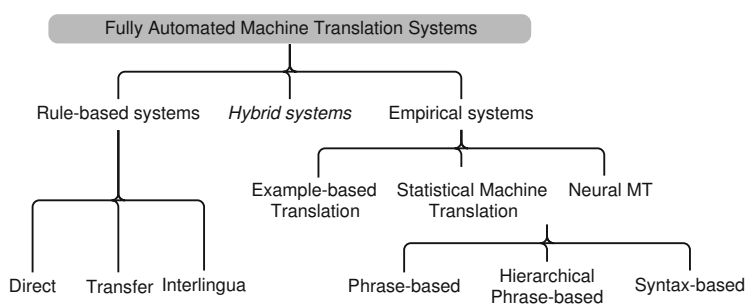 Fully Automated Machine Translation Systems
Rule-based systems
Hybrid systems
Empirical systems
Example-based
Translation
Statistical Machine
Translation
Neural MT
Direct
Transfer
Interlingua
Phrase-based
Hierarchical
Phrase-based
Syntax-based